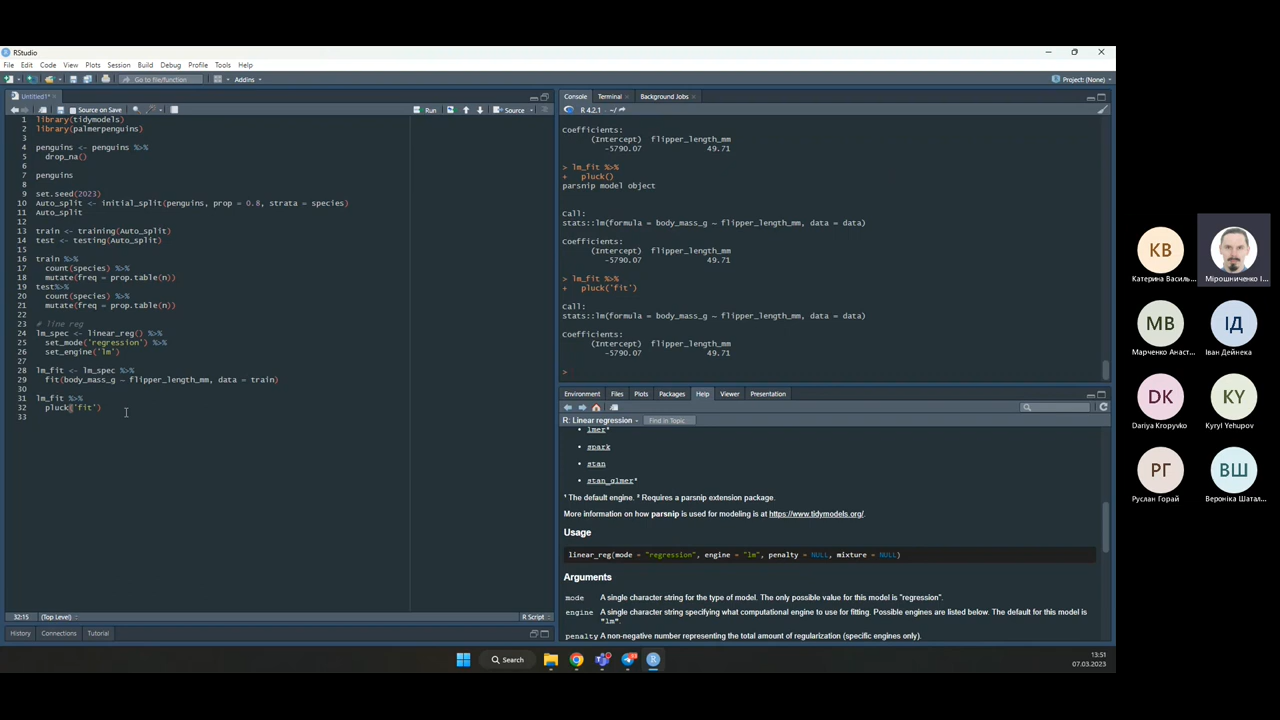 RStudio
File Edit Code View Plots Session Build Debug Profile Tools Help
Go to file/function Addins Project: (None)
Untitled1*
Source on Save Run Source
1 library(tidymodels)
2 library(palmerpenguins)
3
4 penguins <- penguins %>%
5 drop_na()
6
7 penguins
8
9 set.seed(2023)
10 Auto_split <- initial_split(penguins, prop = 0.8, strata = species)
11 Auto_split
12
13 train <- training(Auto_split)
14 test <- testing(Auto_split)
15
16 train %>%
17 count(species) %>%
18 mutate(freq = prop.table(n))
19 test%>%
20 count(species) %>%
21 mutate(freq = prop.table(n))
22
23 # line reg
24 lm_spec <- linear_reg() %>%
25 set_mode('regression') %>%
26 set_engine('lm')
27
28 lm_fit <- lm_spec %>%
29 fit(body_mass_g ~ flipper_length_mm, data = train)
30
31 lm_fit %>%
32 pluck('fit')
33
32:15 (Top Level) R Script
History Connections Tutorial
Console Terminal Background Jobs
R 4.2.1 · ~/
Coefficients:
(Intercept) flipper_length_mm
-5790.07 49.71
> lm_fit %>%
+ pluck()
parsnip model object
Call:
stats::lm(formula = body_mass_g ~ flipper_length_mm, data = data)
Coefficients:
(Intercept) flipper_length_mm
-5790.07 49.71
> lm_fit %>%
+ pluck('fit')
Call:
stats::lm(formula = body_mass_g ~ flipper_length_mm, data = data)
Coefficients:
(Intercept) flipper_length_mm
-5790.07 49.71
>
Environment Files Plots Packages Help Viewer Presentation
R: Linear regression Find in Topic
• lmer²
• spark
• stan
• stan_glmer²
¹ The default engine. ² Requires a parsnip extension package.
More information on how parsnip is used for modeling is at https://www.tidymodels.org/.
Usage
linear_reg(mode = "regression", engine = "lm", penalty = NULL, mixture = NULL)
Arguments
mode A single character string for the type of model. The only possible value for this model is "regression".
engine A single character string specifying what computational engine to use for fitting. Possible engines are listed below. The default for this model is "lm".
penalty A non-negative number representing the total amount of regularization (specific engines only).
Search
13:51
07.03.2023
КВ
Катерина Василь...
Мірошниченко І...
МВ
Марченко Анаст...
ІД
Іван Дейнека
DK
Dariya Kropyvko
KY
Kyryl Yehupov
РГ
Руслан Горай
ВШ
Вероніка Шатал...